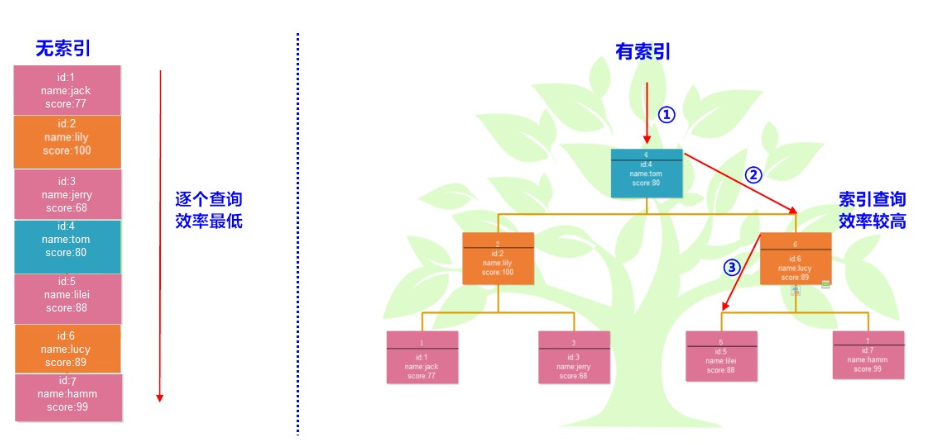 无索引
id:1
name:jack
score:77
id:2
name:lily
score:100
id:3
name:jerry
score:68
id:4
name:tom
score:80
id:5
name:lilei
score:88
id:6
name:lucy
score:89
id:7
name:hamm
score:99
逐个查询
效率最低
有索引
①
4
id:4
name:tom
score:80
②
索引查询
效率较高
2
id:2
name:lily
score:100
6
id:6
name:lucy
score:89
③
1
id:1
name:jack
score:77
3
id:3
name:jerry
score:68
5
id:5
name:lilei
score:88
7
id:7
name:hamm
score:99